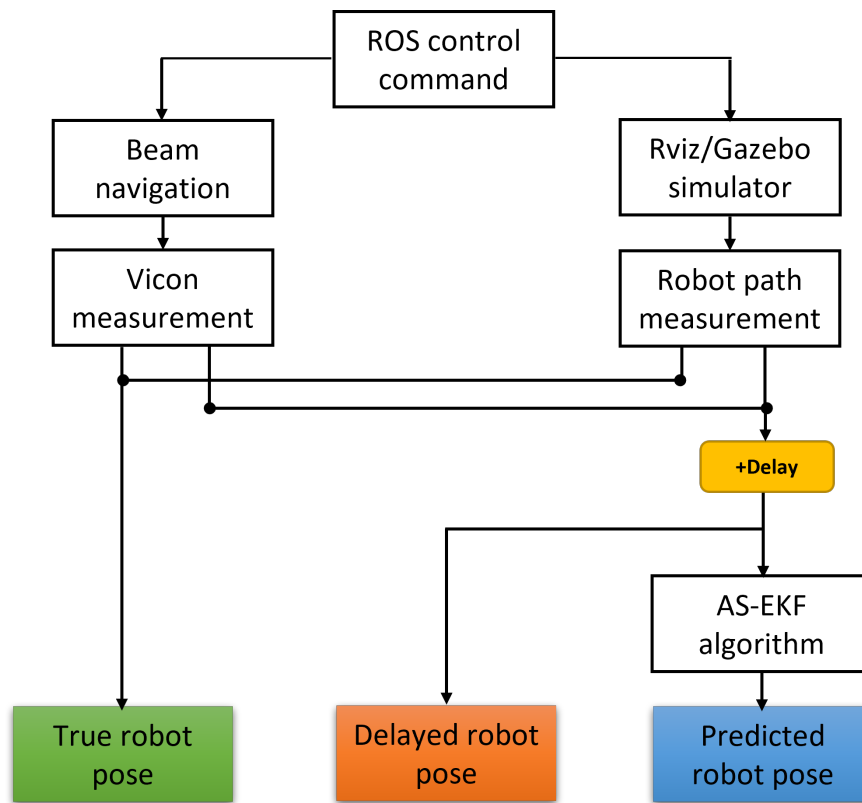 ROS control
command
Beam
navigation
Rviz/Gazebo
simulator
Vicon
measurement
Robot path
measurement
+Delay
AS-EKF
algorithm
True robot
pose
Delayed robot
pose
Predicted
robot pose